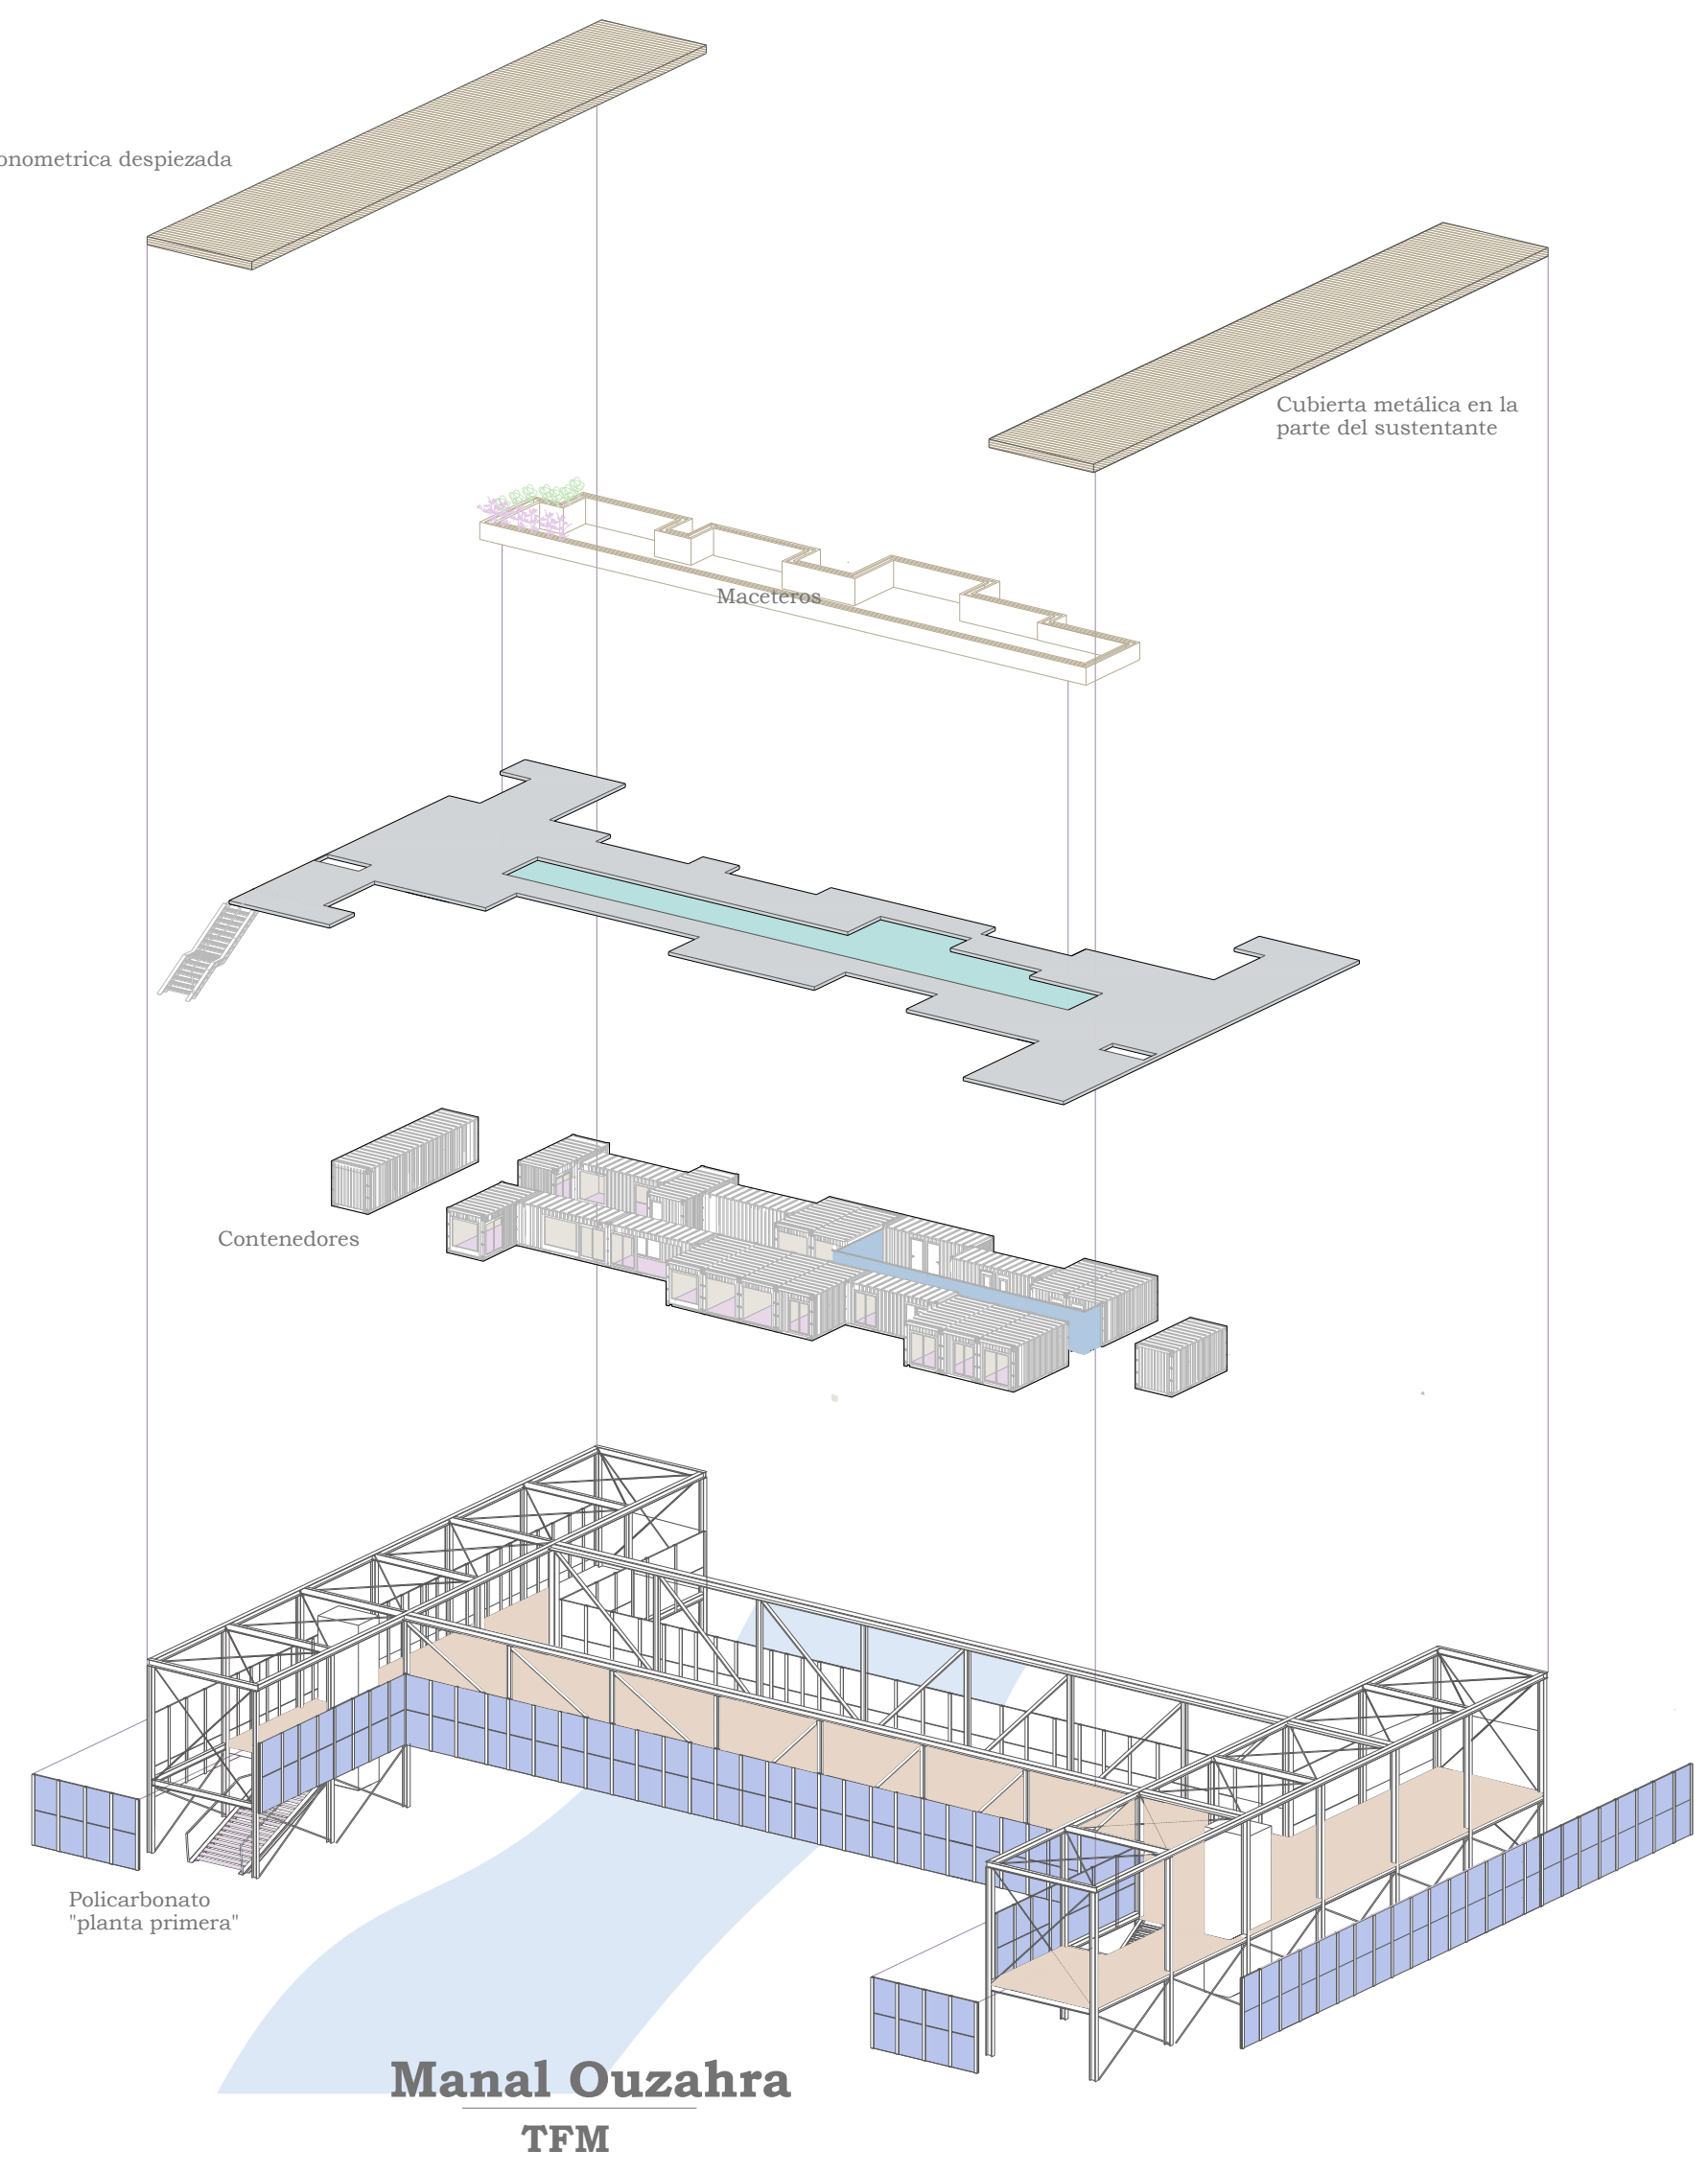 onometrica despiezada
Cubierta metálica en la
parte del sustentante
Maceteros
Contenedores
Policarbonato
"planta primera"
Manal Ouzahra
TFM